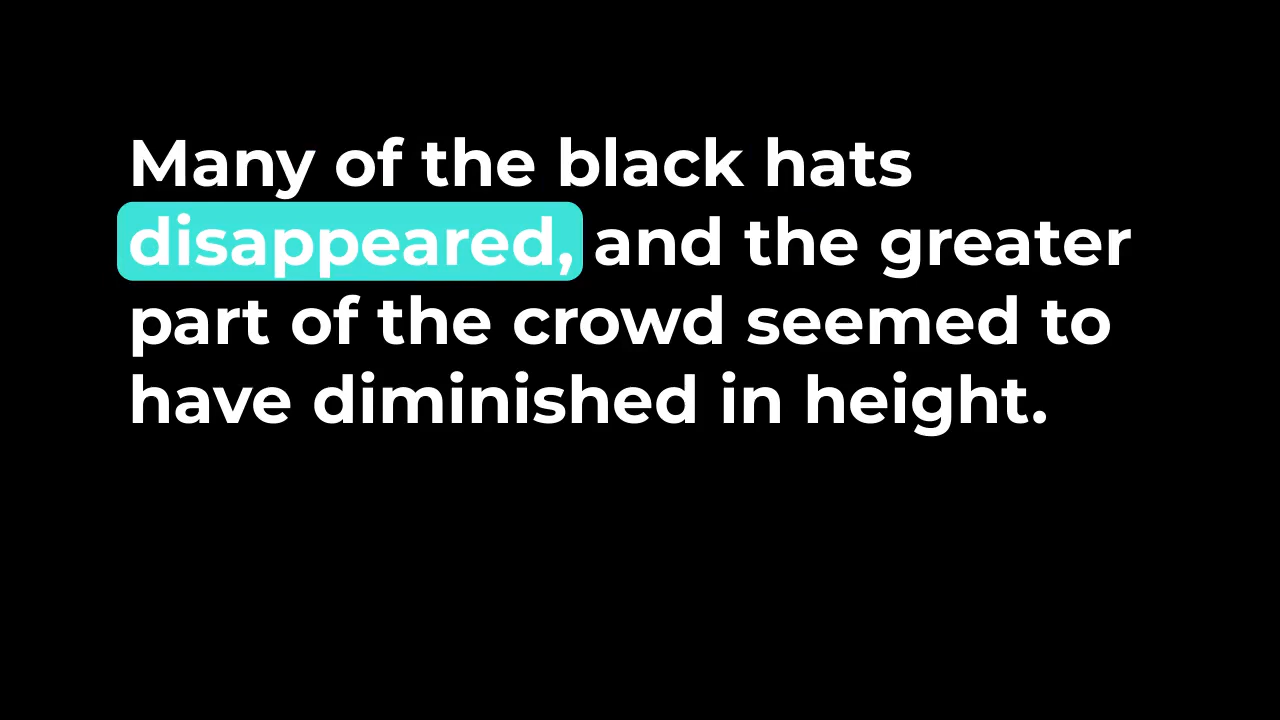 Many of the black hats
disappeared, and the greater
part of the crowd seemed to
have diminished in height.